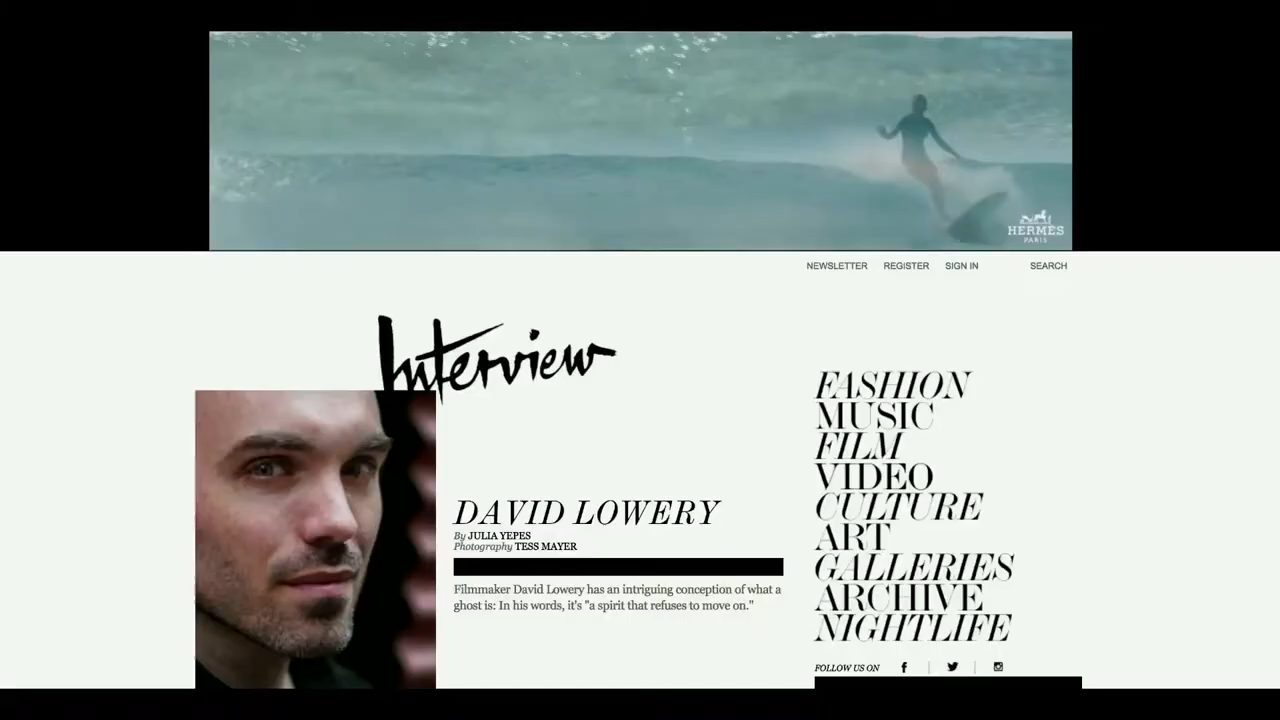 HERMÈS
PARIS
NEWSLETTER REGISTER SIGN IN SEARCH
Interview
DAVID LOWERY
By JULIA YEPES
Photography TESS MAYER
Filmmaker David Lowery has an intriguing conception of what a
ghost is: In his words, it's "a spirit that refuses to move on."
FASHION
MUSIC
FILM
VIDEO
CULTURE
ART
GALLERIES
ARCHIVE
NIGHTLIFE
FOLLOW US ON